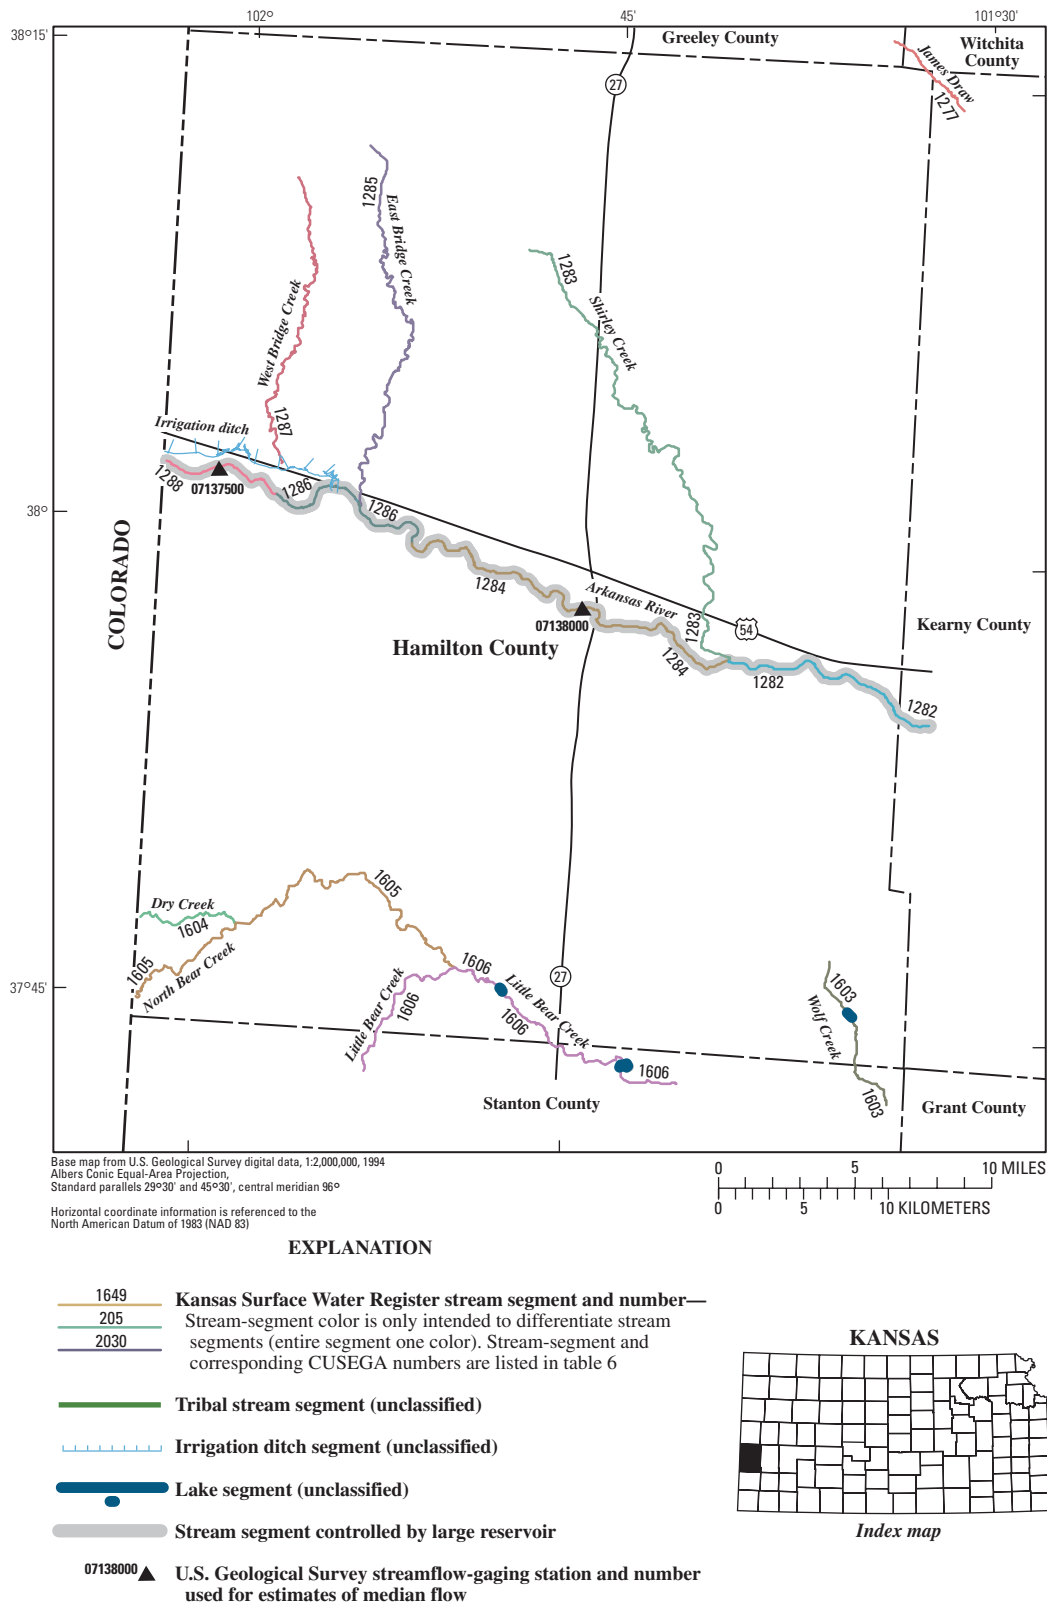 102°
45'
101°30'
38°15'
Greeley County
Witchita
County
27
James Draw
1277
1285
East Bridge Creek
1283
Shirley Creek
West Bridge Creek
1287
Irrigation ditch
1288
07137500
1286
1286
38°
1284
Arkansas River
07138000
1283
54
Kearny County
COLORADO
Hamilton County
1284
1282
1282
1605
Dry Creek
1604
1605
North Bear Creek
1606
Little Bear Creek
27
37°45'
Little Bear Creek
1606
1606
1603
Wolf Creek
1606
1603
Stanton County
Grant County
Base map from U.S. Geological Survey digital data, 1:2,000,000, 1994
Albers Conic Equal-Area Projection,
Standard parallels 29°30' and 45°30', central meridian 96°
Horizontal coordinate information is referenced to the
North American Datum of 1983 (NAD 83)
0 5 10 MILES
0 5 10 KILOMETERS
EXPLANATION
1649
205
2030
Kansas Surface Water Register stream segment and number—
Stream-segment color is only intended to differentiate stream
segments (entire segment one color). Stream-segment and
corresponding CUSEGA numbers are listed in table 6
Tribal stream segment (unclassified)
Irrigation ditch segment (unclassified)
Lake segment (unclassified)
Stream segment controlled by large reservoir
07138000
U.S. Geological Survey streamflow-gaging station and number
used for estimates of median flow
KANSAS
Index map